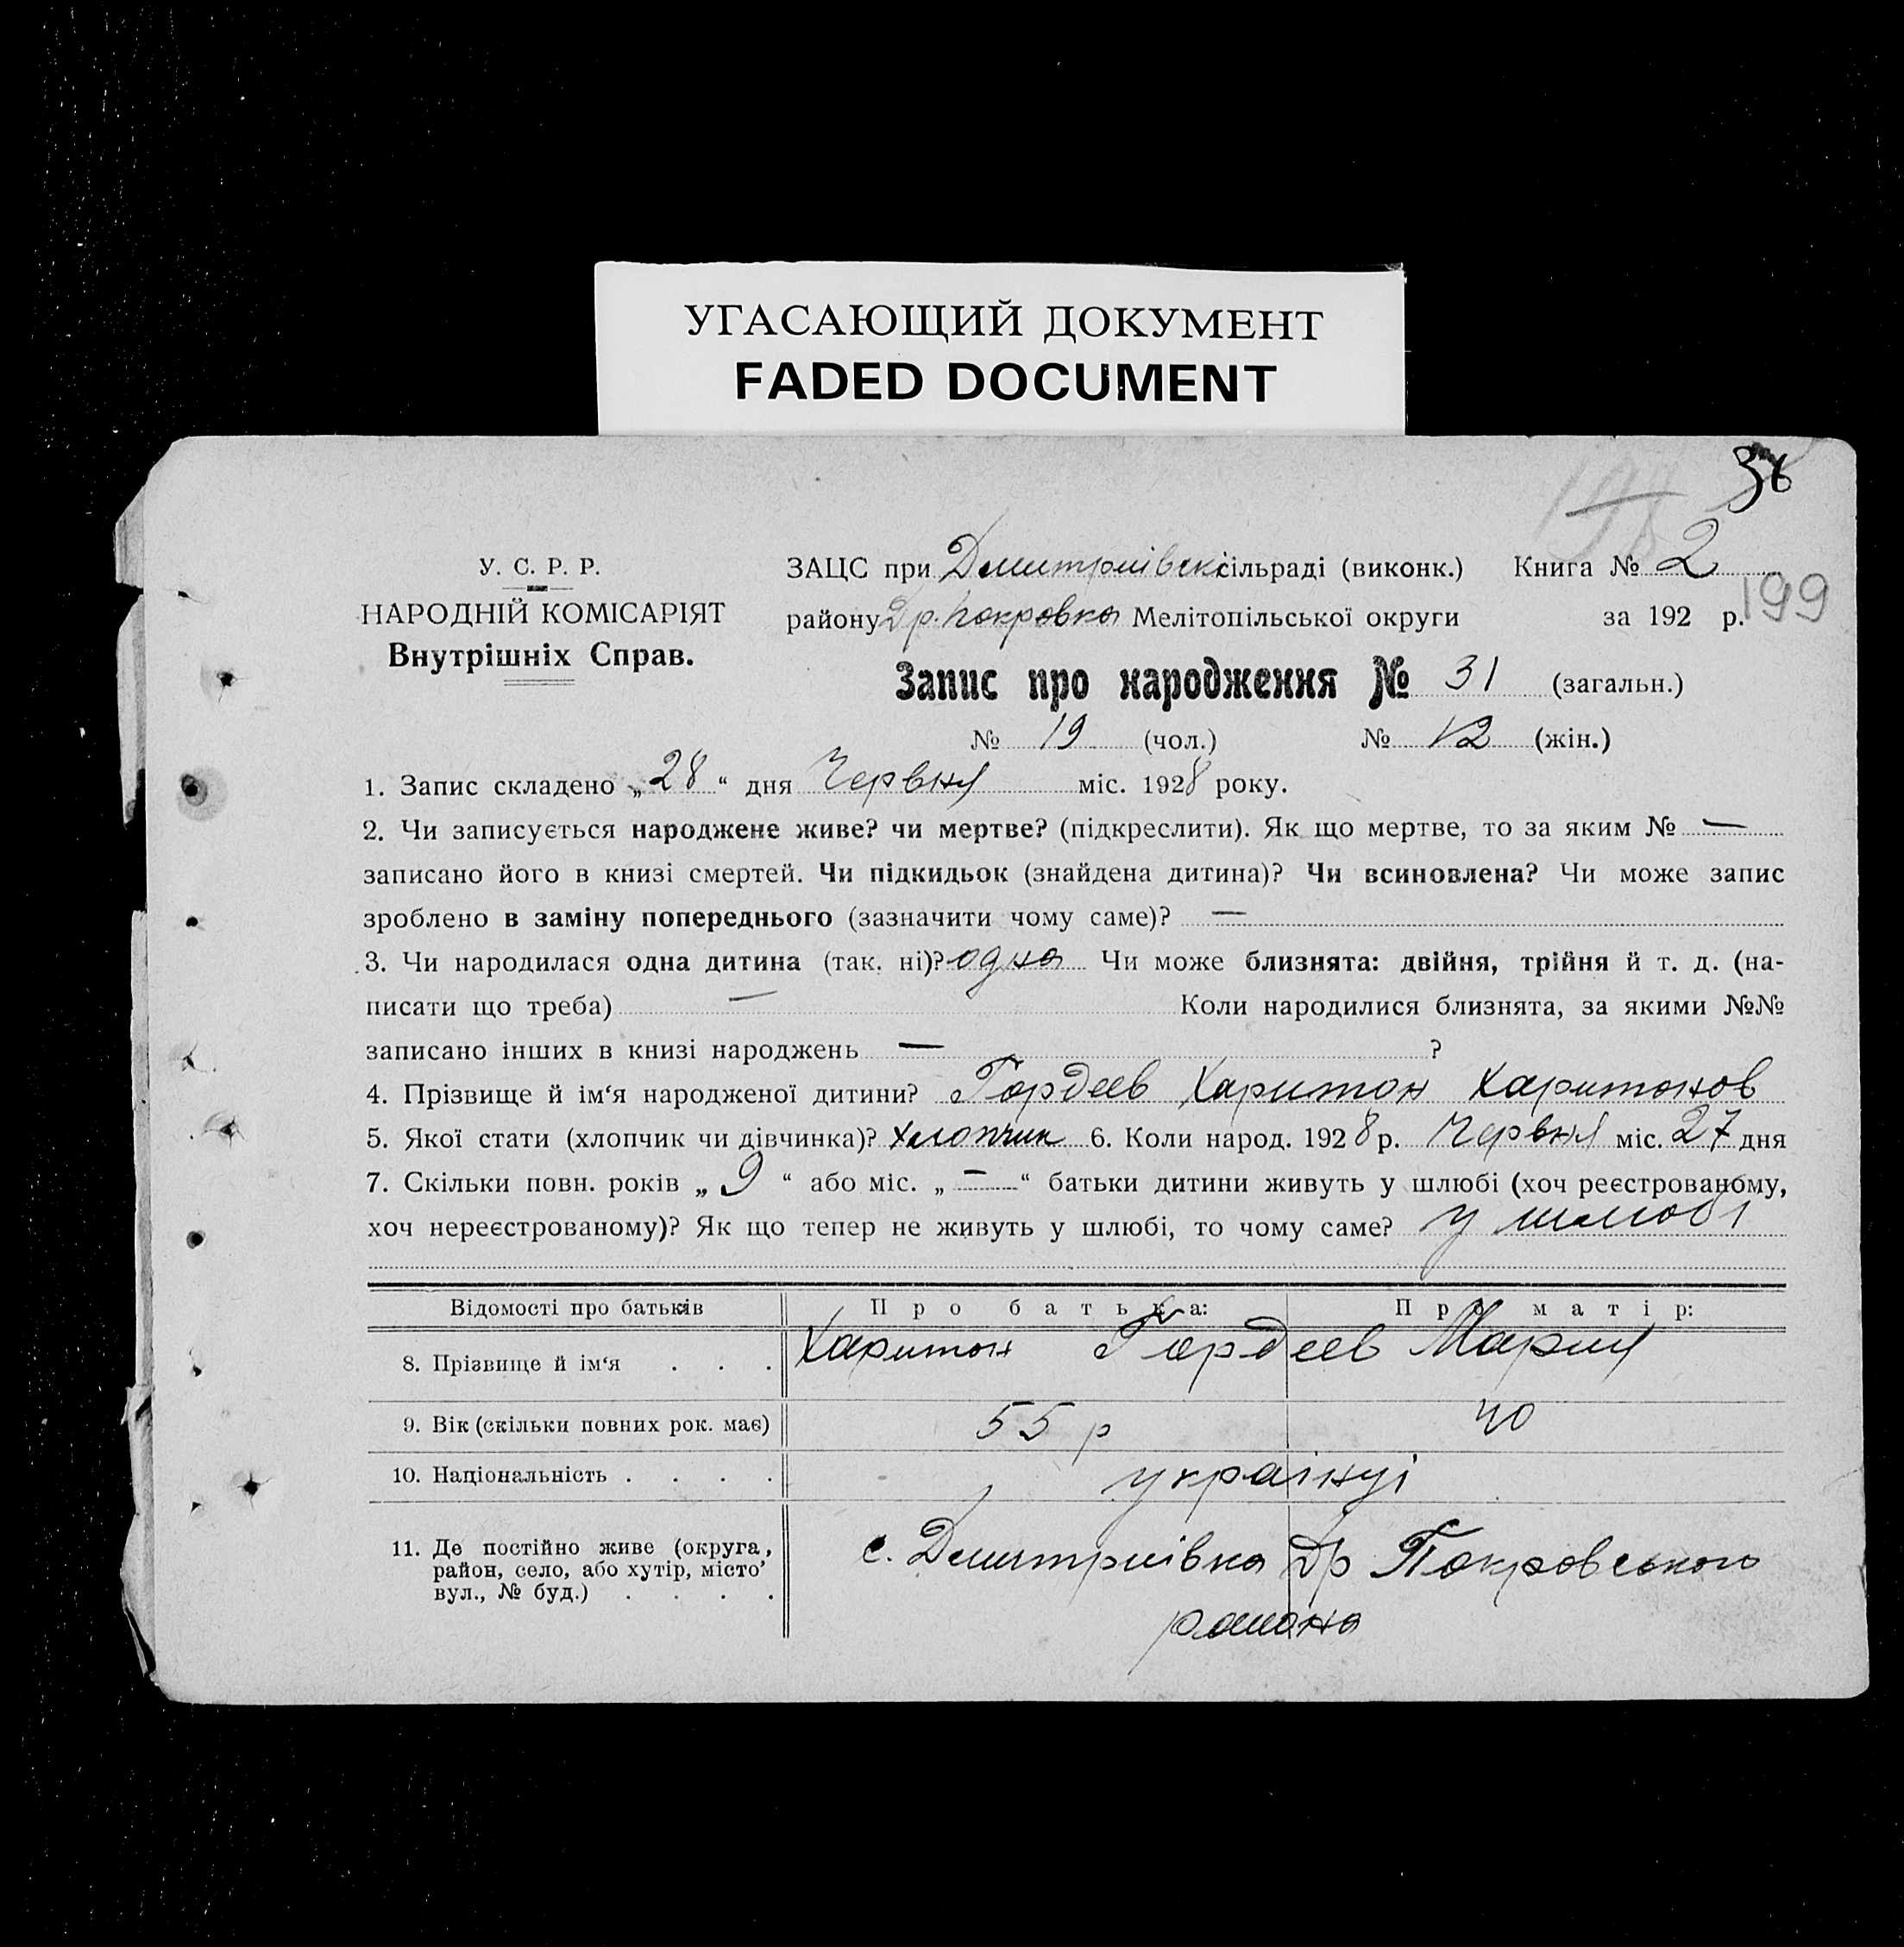 УГАСАЮЩИЙ ДОКУМЕНТ
FADED DOCUMENT
36
198
У. С. Р. Р.
НАРОДНІЙ КОМІСАРІЯТ
Внутрішніх Справ.
ЗАЦС при Дмитриівскі сільраді (виконк.) Книга № 2
району Др. Покровка Мелітопільської округи за 192 р.
199
Запис про народження № 31 (загальн.)
№ 19 (чол.) № 12 (жін.)
1. Запис складено „28“ дня Червня міс. 1928 року.
2. Чи записується народжене живе? чи мертве? (підкреслити). Як що мертве, то за яким № —
записано його в книзі смертей. Чи підкидьок (знайдена дитина)? Чи всиновлена? Чи може запис
зроблено в заміну попереднього (зазначити чому саме)? —
3. Чи народилася одна дитина (так, ні)? одна Чи може близнята: двійня, трійня й т. д. (на-
писати що треба) — Коли народилися близнята, за якими №№
записано інших в книзі народжень — ?
4. Прізвище й ім‘я народженої дитини? Гордеев Харитон Харитонов
5. Якої стати (хлопчик чи дівчинка)? Хлопчик 6. Коли народ. 1928 р. Червня міс. 27 дня
7. Скільки повн. років „9“ або міс. „—“ батьки дитини живуть у шлюбі (хоч реєстрованому,
хоч нереєстрованому)? Як що тепер не живуть у шлюбі, то чому саме? у шлюбі
Відомості про батьків Про батька: Про матір:
8. Прізвище й ім‘я . . . Харитон Гордеев Мария
9. Вік (скільки повних рок. має) 55 р 40
10. Національність . . . . україндці
11. Де постійно живе (округа, с. Дмитриівка Др Покровського
район, село, або хутір, місто’ района
вул., № буд.) . . . .